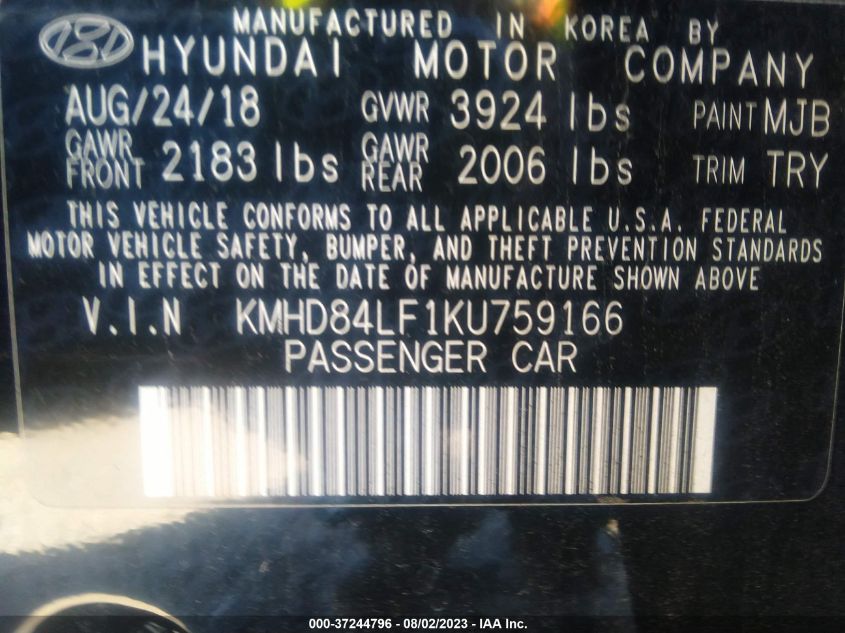 MANUFACTURED IN KOREA BY
HYUNDAI MOTOR COMPANY
AUG/24/18 GVWR 3924 lbs PAINT MJB
GAWR FRONT 2183 lbs GAWR REAR 2006 lbs TRIM TRY
THIS VEHICLE CONFORMS TO ALL APPLICABLE U.S.A. FEDERAL
MOTOR VEHICLE SAFETY, BUMPER, AND THEFT PREVENTION STANDARDS
IN EFFECT ON THE DATE OF MANUFACTURE SHOWN ABOVE
V.I.N KMHD84LF1KU759166
PASSENGER CAR
000-37244796 - 08/02/2023 - IAA Inc.